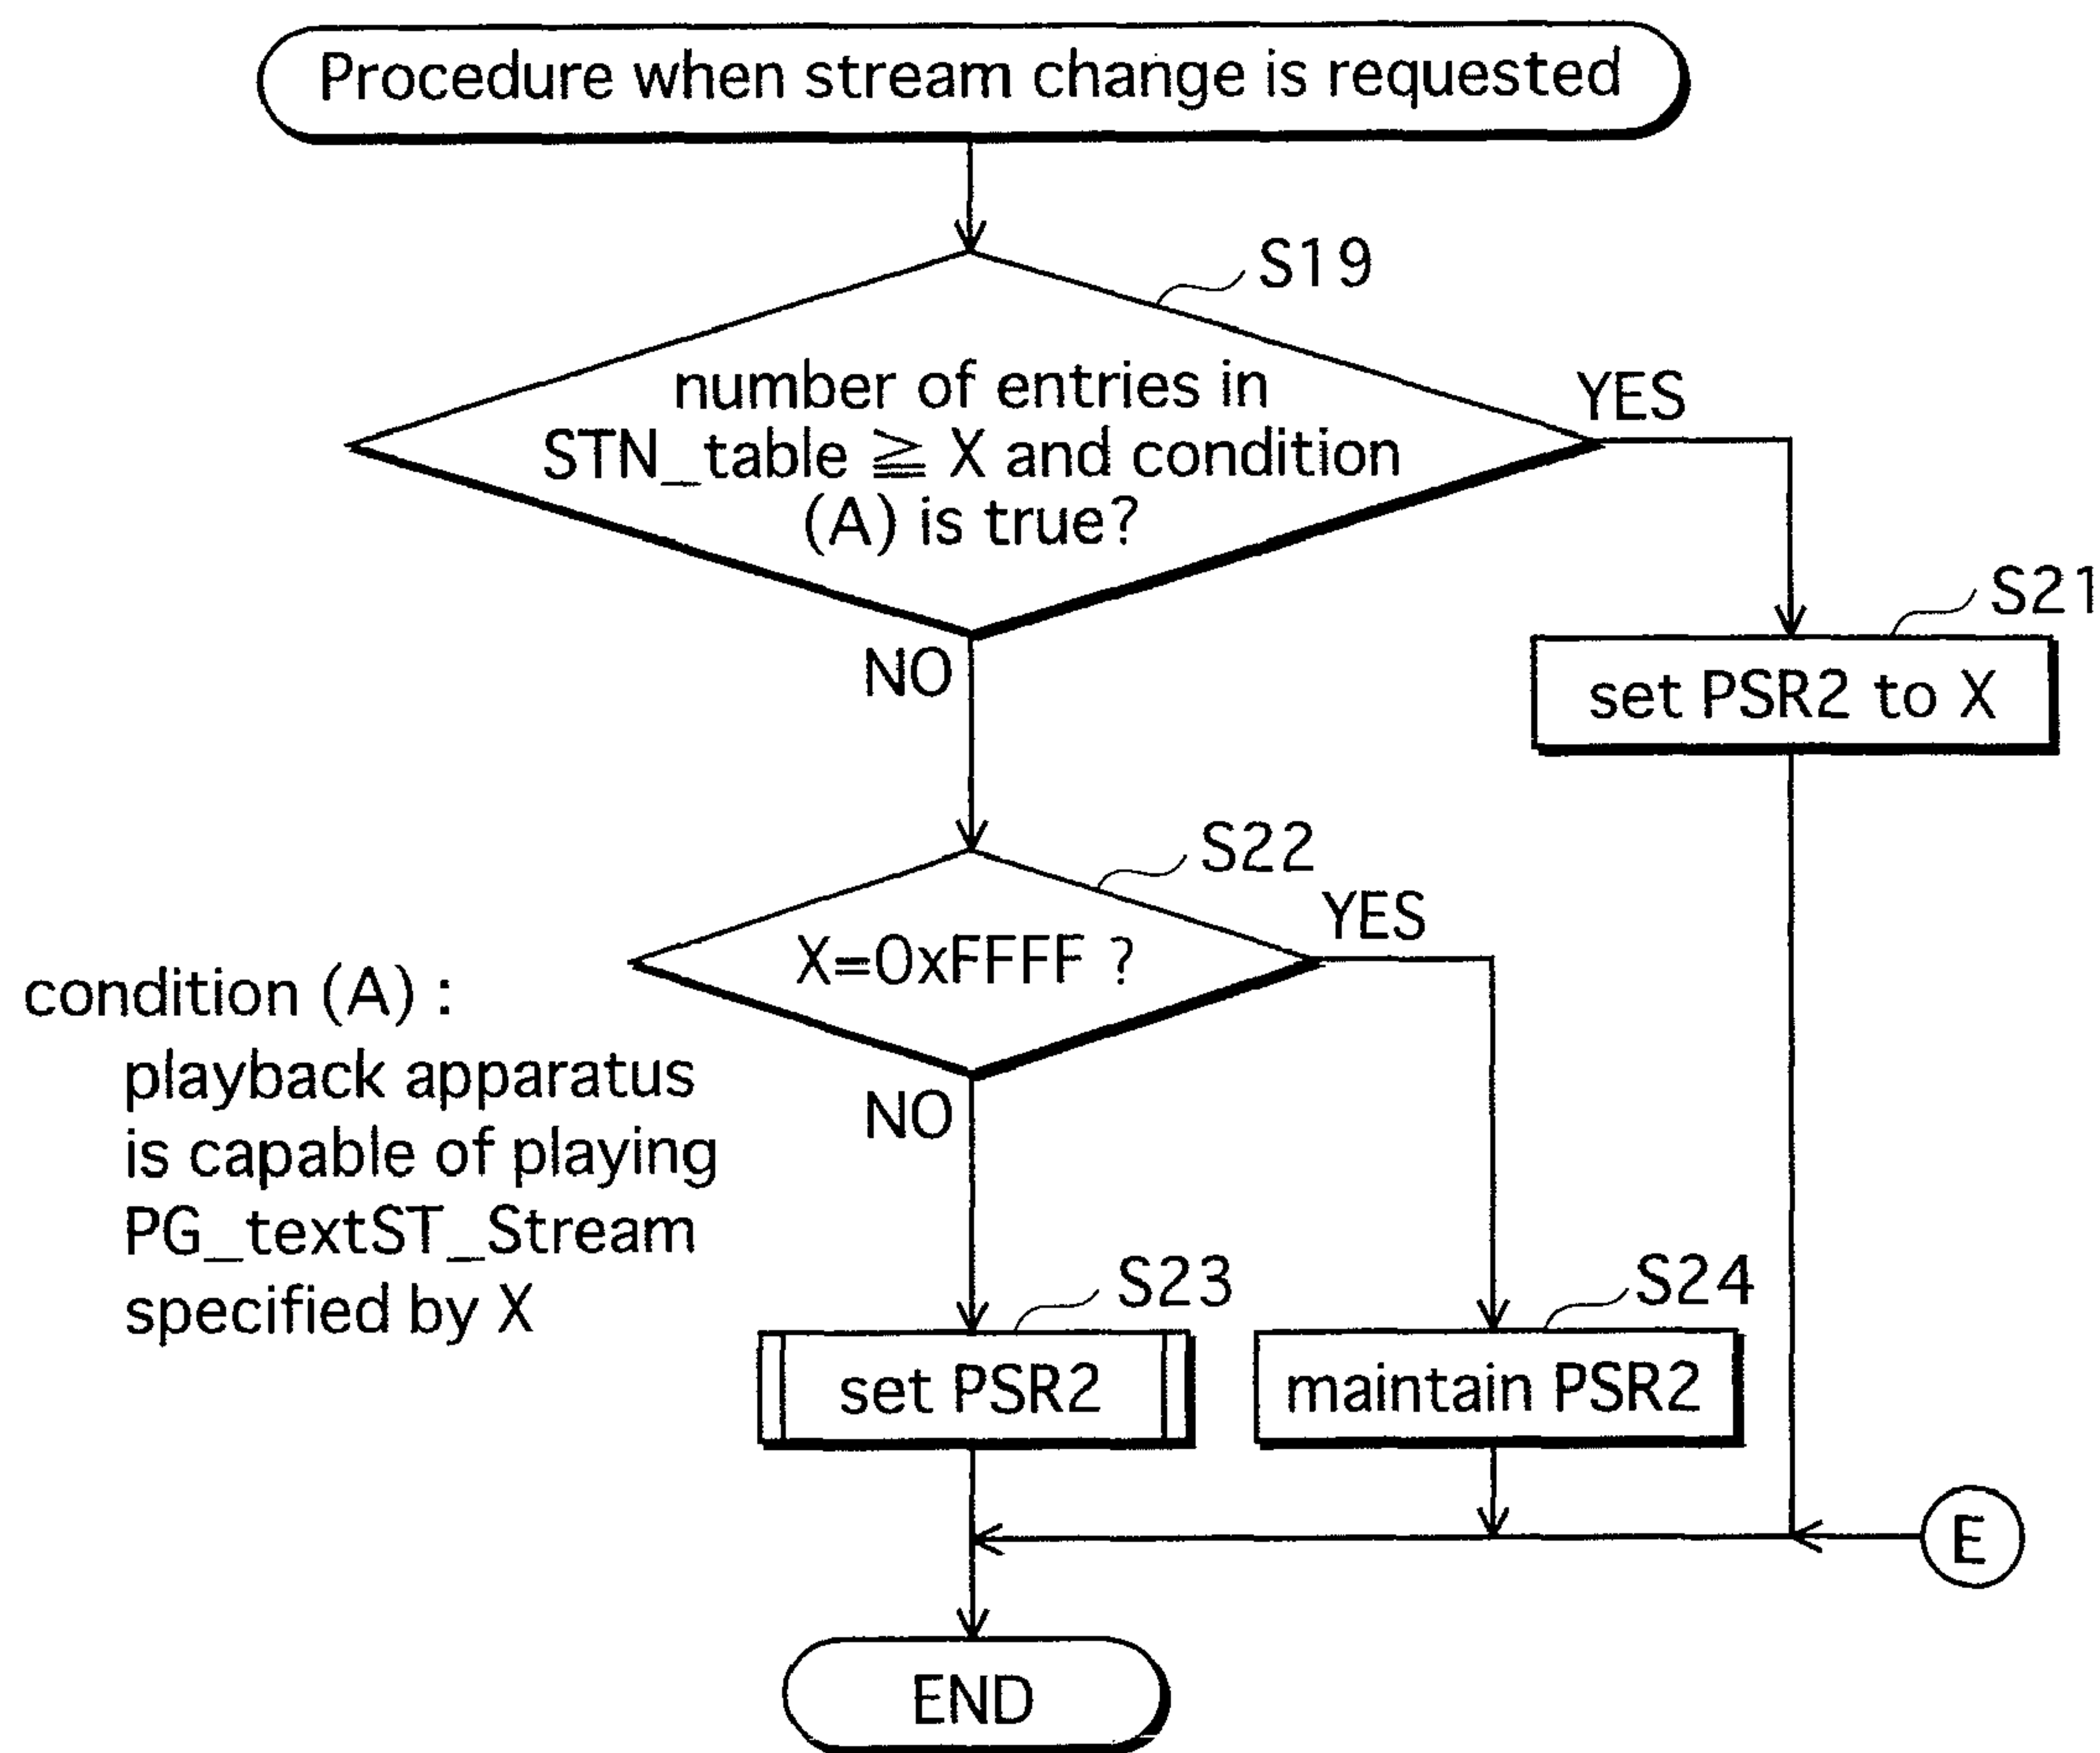 Procedure when stream change is requested
S19
number of entries in
STN_table ≧ X and condition
(A) is true?
YES
NO
S21
set PSR2 to X
S22
X=0xFFFF ?
YES
NO
condition (A) :
playback apparatus
is capable of playing
PG_textST_Stream
specified by X
S23
set PSR2
S24
maintain PSR2
E
END